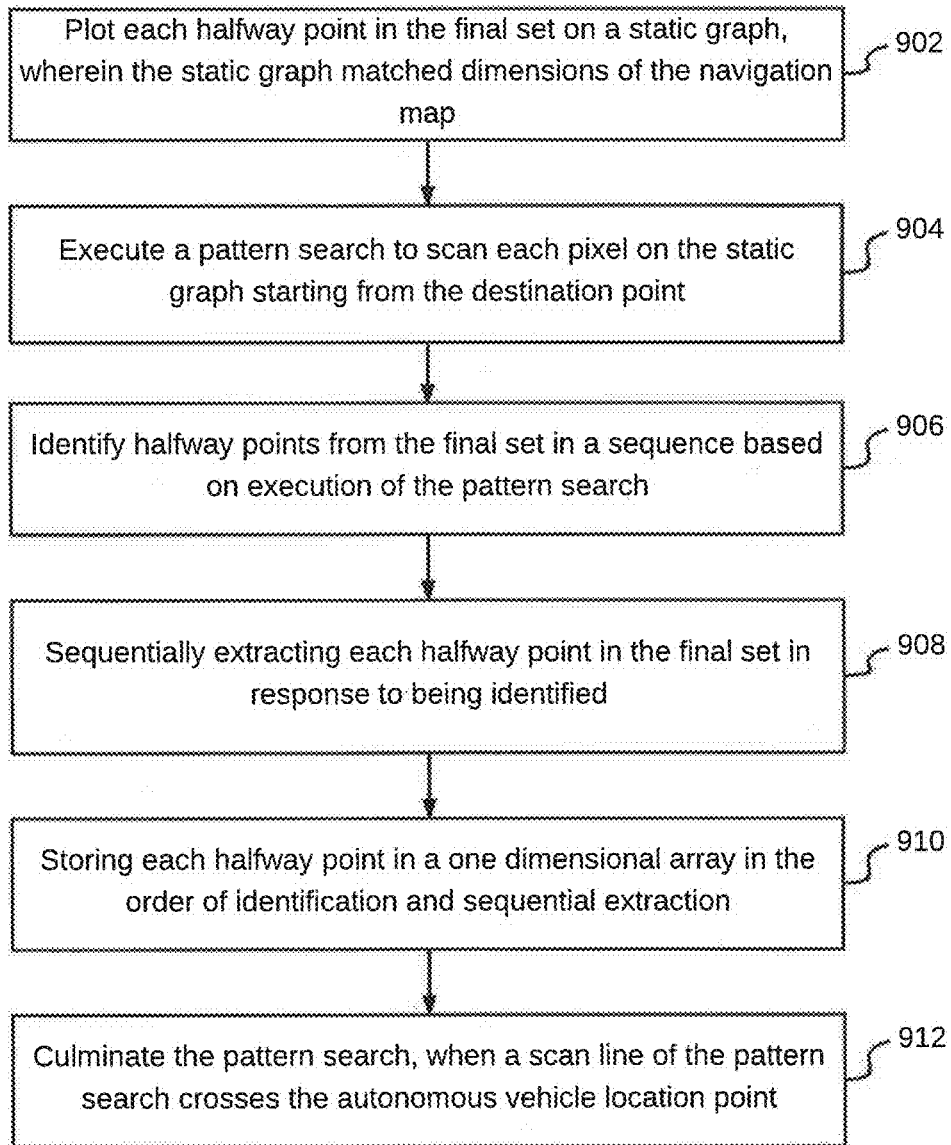 Plot each halfway point in the final set on a static graph,
wherein the static graph matched dimensions of the navigation
map
902
Execute a pattern search to scan each pixel on the static
graph starting from the destination point
904
Identify halfway points from the final set in a sequence based
on execution of the pattern search
906
Sequentially extracting each halfway point in the final set in
response to being identified
908
Storing each halfway point in a one dimensional array in the
order of identification and sequential extraction
910
Culminate the pattern search, when a scan line of the pattern
search crosses the autonomous vehicle location point
912